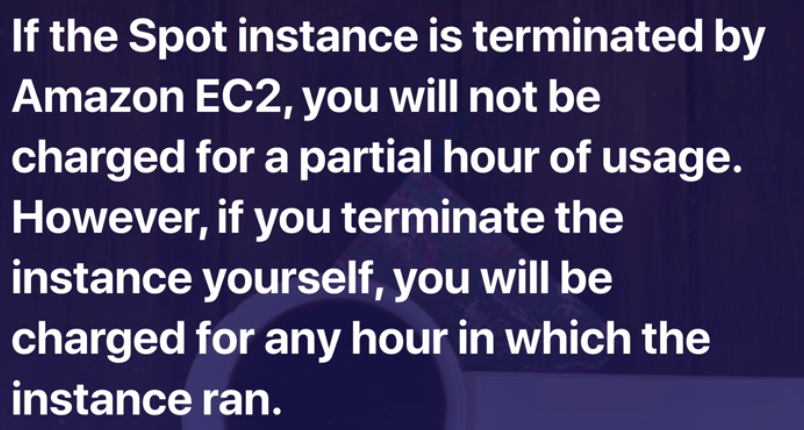 If the Spot instance is terminated by
Amazon EC2, you will not be
charged for a partial hour of usage.
However, if you terminate the
instance yourself, you will be
charged for any hour in which the
instance ran.